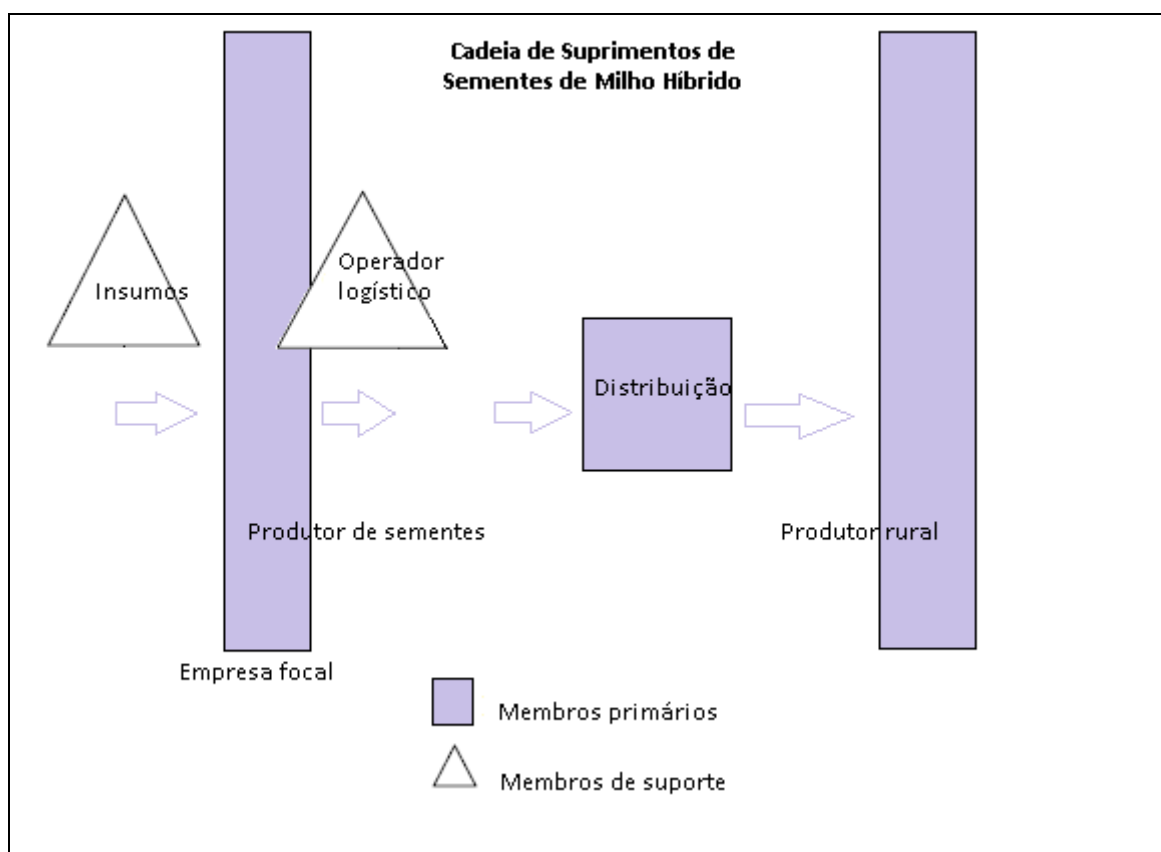 Cadeia de Suprimentos de
Sementes de Milho Híbrido
Insumos
Operador
logístico
Distribuição
Produtor de sementes
Produtor rural
Empresa focal
Membros primários
Membros de suporte